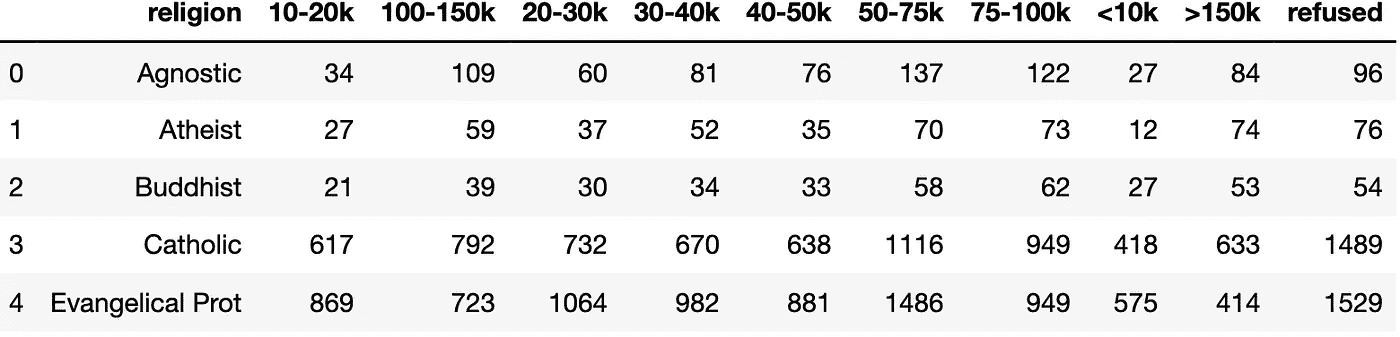 religion 10-20k 100-150k 20-30k 30-40k 40-50k 50-75k 75-100k <10k >150k refused
0 Agnostic 34 109 60 81 76 137 122 27 84 96
1 Atheist 27 59 37 52 35 70 73 12 74 76
2 Buddhist 21 39 30 34 33 58 62 27 53 54
3 Catholic 617 792 732 670 638 1116 949 418 633 1489
4 Evangelical Prot 869 723 1064 982 881 1486 949 575 414 1529